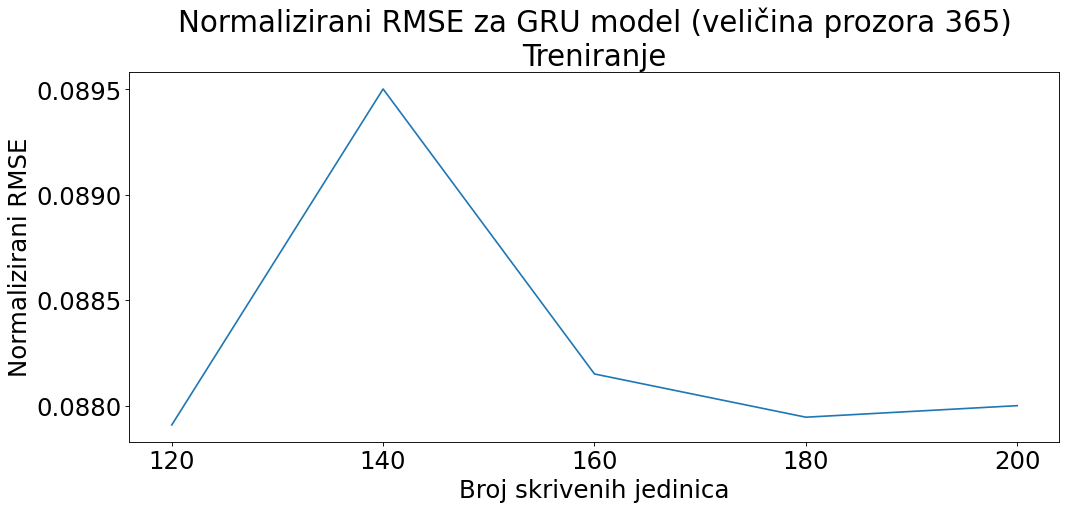 Normalizirani RMSE za GRU model (veličina prozora 365)
Treniranje
Normalizirani RMSE
0.0895
0.0890
0.0885
0.0880
120 140 160 180 200
Broj skrivenih jedinica